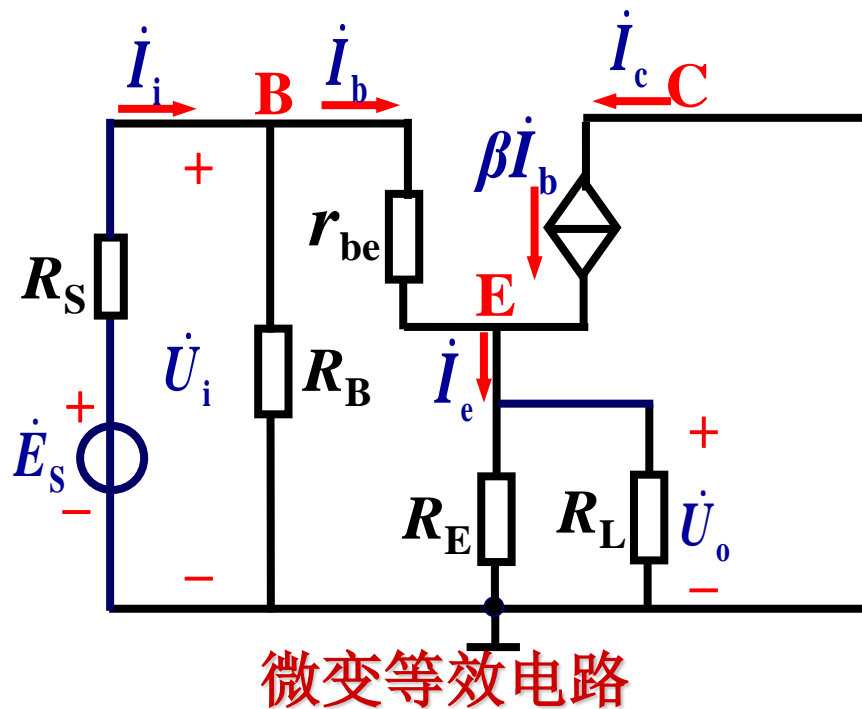 İi
B
İb
İc
C
βİb
rbe
RS
E
U̇i
RB
İe
+
−
ĖS
RE
RL
U̇o
+
−
+
−
微变等效电路